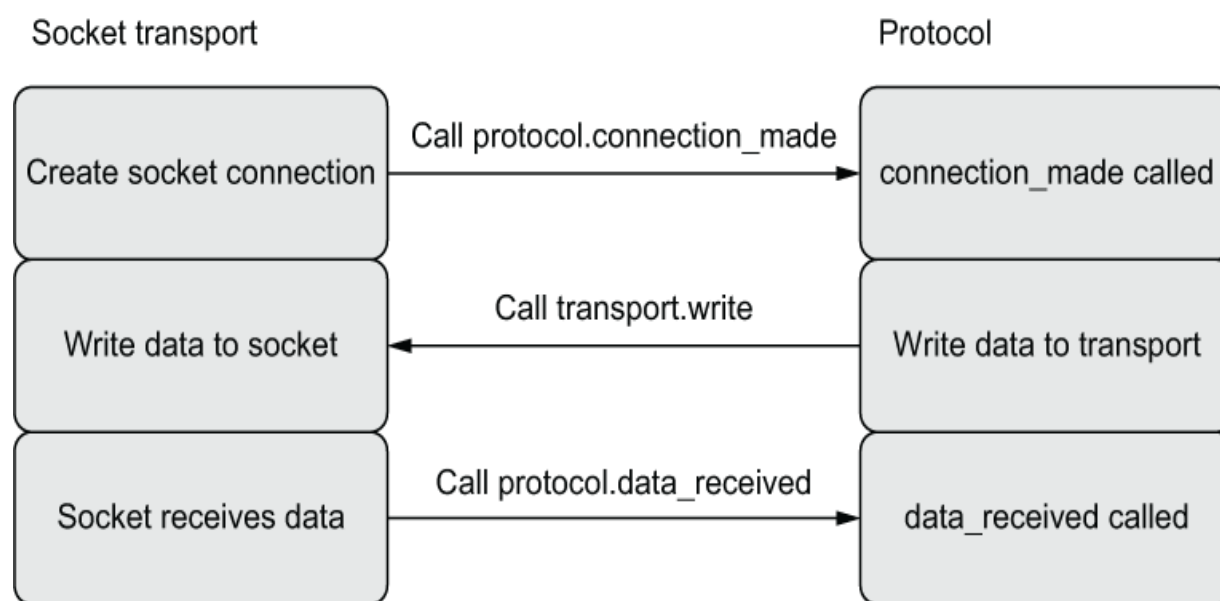 Socket transport
Protocol
Call protocol.connection_made
Create socket connection
connection_made called
Call transport.write
Write data to socket
Write data to transport
Call protocol.data_received
Socket receives data
data_received called